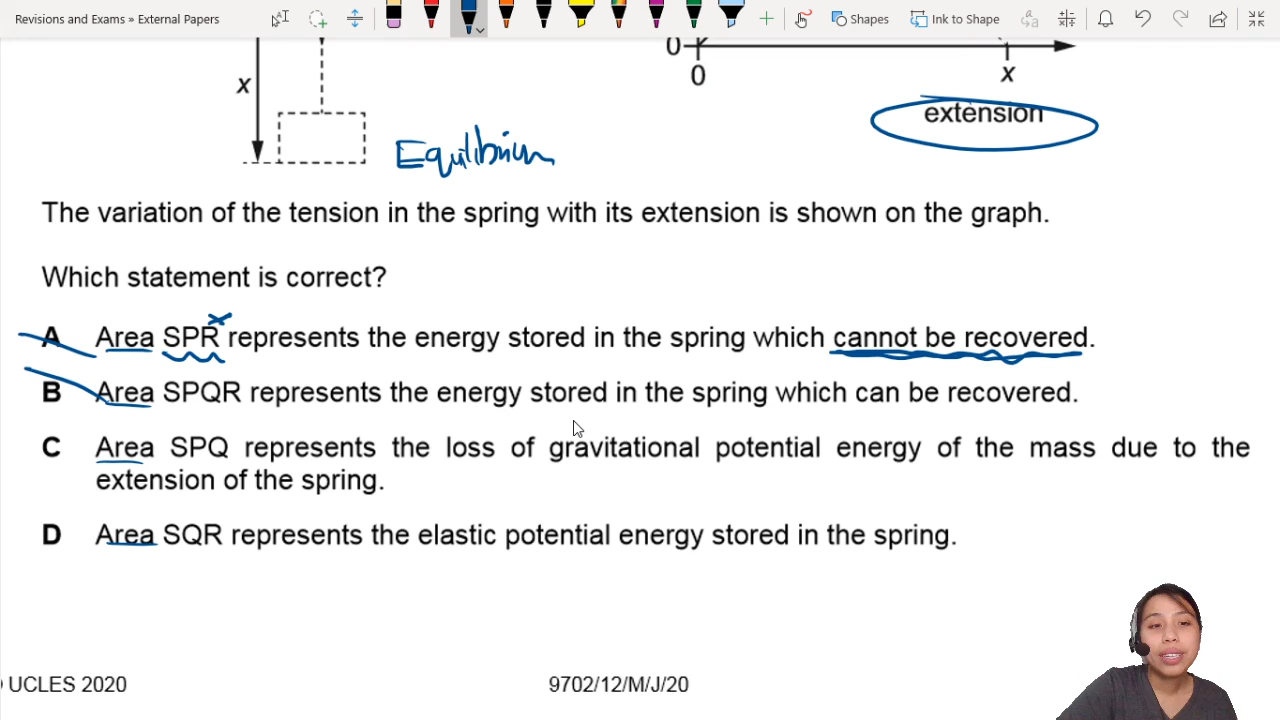 Revisions and Exams » External Papers
Shapes
Ink to Shape
0
0
x
x
extension
Equilibrium
The variation of the tension in the spring with its extension is shown on the graph.
Which statement is correct?
A Area SPR represents the energy stored in the spring which cannot be recovered.
B Area SPQR represents the energy stored in the spring which can be recovered.
C Area SPQ represents the loss of gravitational potential energy of the mass due to the
extension of the spring.
D Area SQR represents the elastic potential energy stored in the spring.
UCLES 2020
9702/12/M/J/20